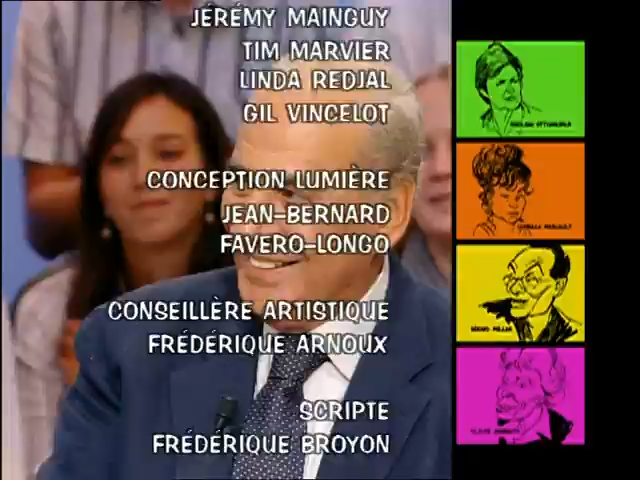 JÉRÉMY MAINGUY
TIM MARVIER
LINDA REDJAL
GIL VINCELOT
CONCEPTION LUMIÈRE
JEAN-BERNARD
FAVERO-LONGO
CONSEILLÈRE ARTISTIQUE
FRÉDÉRIQUE ARNOUX
SCRIPTE
FRÉDÉRIQUE BROYON